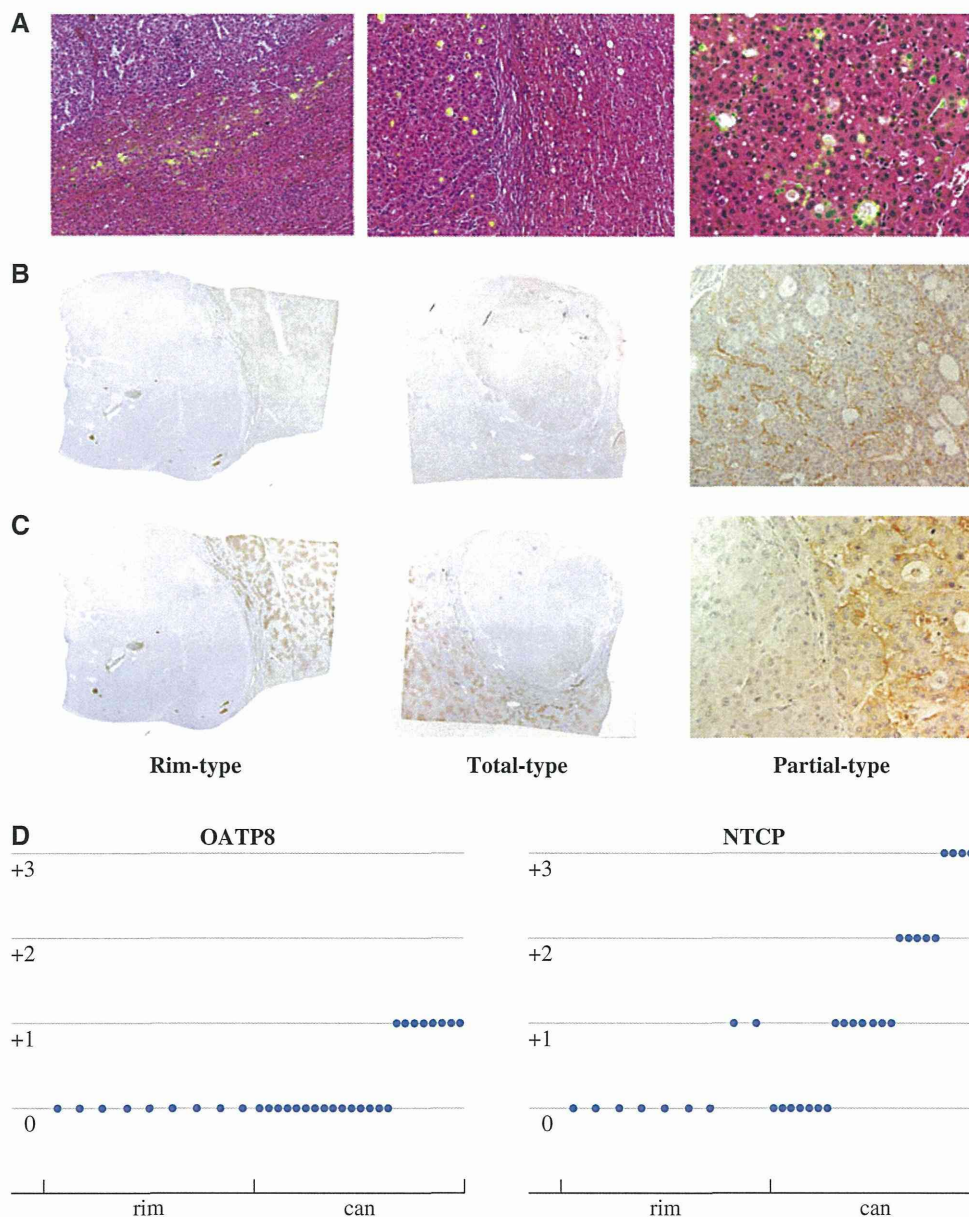 A
B
C
Rim-type
Total-type
Partial-type
D
OATP8
NTCP
+3
+2
+1
0
rim
can
+3
+2
+1
0
rim
can